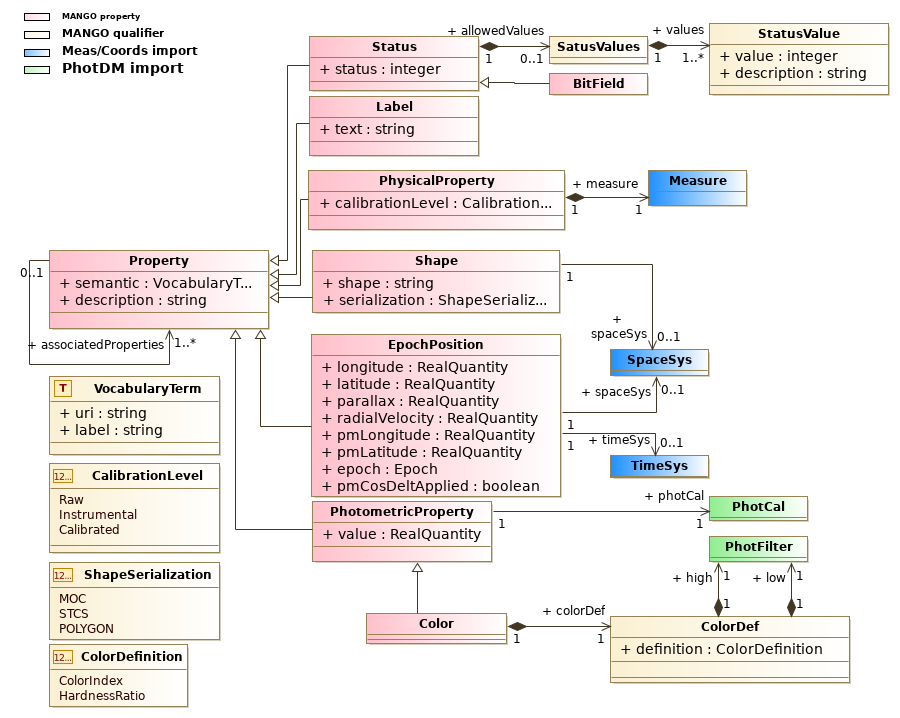 MANGO property
MANGO qualifier
Meas/Coords import
PhotDM import
Status
+ status : integer
+ allowedValues
1
0..1
SatusValues
+ values
1
1..*
StatusValue
+ value : integer
+ description : string
BitField
Label
+ text : string
PhysicalProperty
+ calibrationLevel : Calibration...
+ measure
1
1
Measure
Property
+ semantic : VocabularyT...
+ description : string
0..1
+ associatedProperties
1..*
Shape
+ shape : string
+ serialization : ShapeSerializ...
1
+
spaceSys
0..1
SpaceSys
EpochPosition
+ longitude : RealQuantity
+ latitude : RealQuantity
+ parallax : RealQuantity
+ radialVelocity : RealQuantity
+ pmLongitude : RealQuantity
+ pmLatitude : RealQuantity
+ epoch : Epoch
+ pmCosDeltApplied : boolean
+ spaceSys
0..1
1
1
+ timeSys
0..1
TimeSys
T
VocabularyTerm
+ uri : string
+ label : string
12...
CalibrationLevel
Raw
Instrumental
Calibrated
12...
ShapeSerialization
MOC
STCS
POLYGON
12...
ColorDefinition
ColorIndex
HardnessRatio
PhotometricProperty
+ value : RealQuantity
+ photCal
1
1
PhotCal
PhotFilter
+ high
1
+ low
1
1
1
Color
+ colorDef
1
1
ColorDef
+ definition : ColorDefinition